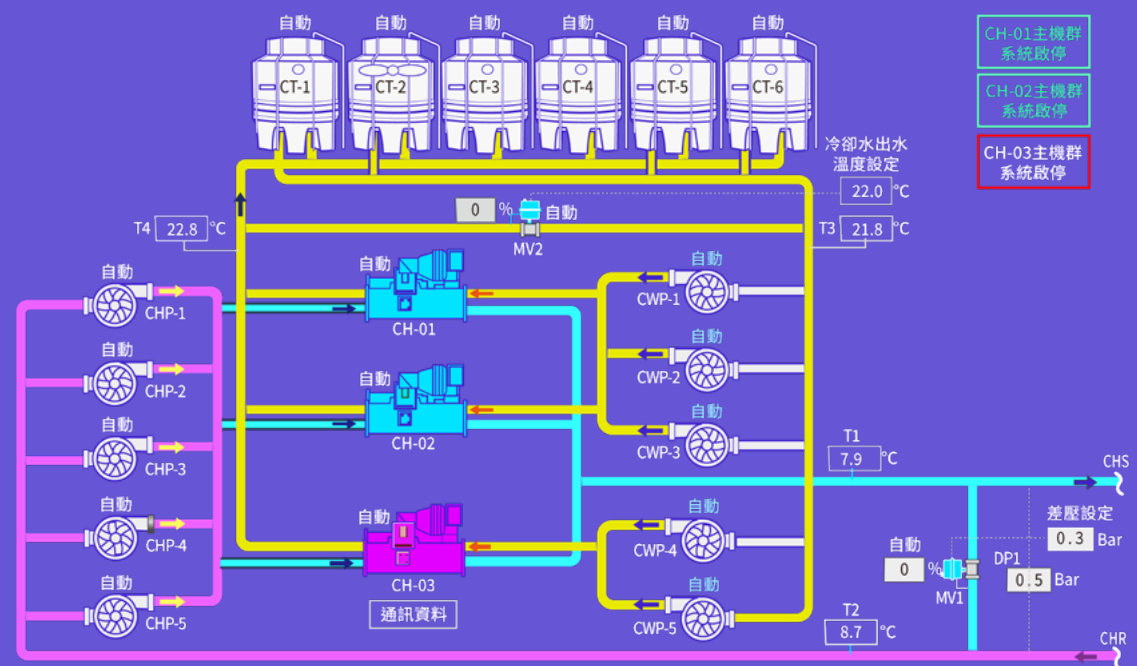 自動
自動
自動
自動
自動
自動
CT-1
CT-2
CT-3
CT-4
CT-5
CT-6
CH-01主機群
系統啟停
CH-02主機群
系統啟停
CH-03主機群
系統啟停
冷卻水出水
溫度設定
22.0 °C
0 %
自動
MV2
T4 22.8 °C
T3 21.8 °C
自動
CHP-1
自動
CHP-2
自動
CHP-3
自動
CHP-4
自動
CHP-5
自動
CH-01
自動
CH-02
自動
CH-03
通訊資料
自動
CWP-1
自動
CWP-2
自動
CWP-3
自動
CWP-4
自動
CWP-5
T1
7.9 °C
CHS
差壓設定
0.3 Bar
自動
0 %
MV1
DP1
0.5 Bar
T2
8.7 °C
CHR